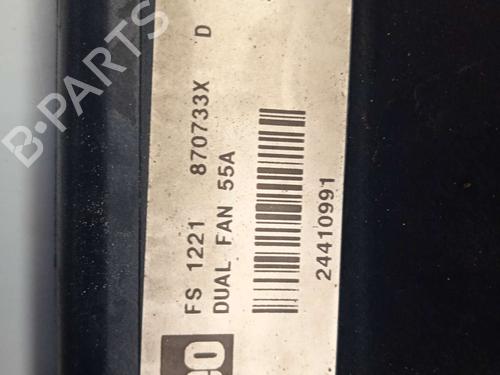 FS 1221 870733X D
DUAL FAN 55A
24410991
B-PARTS